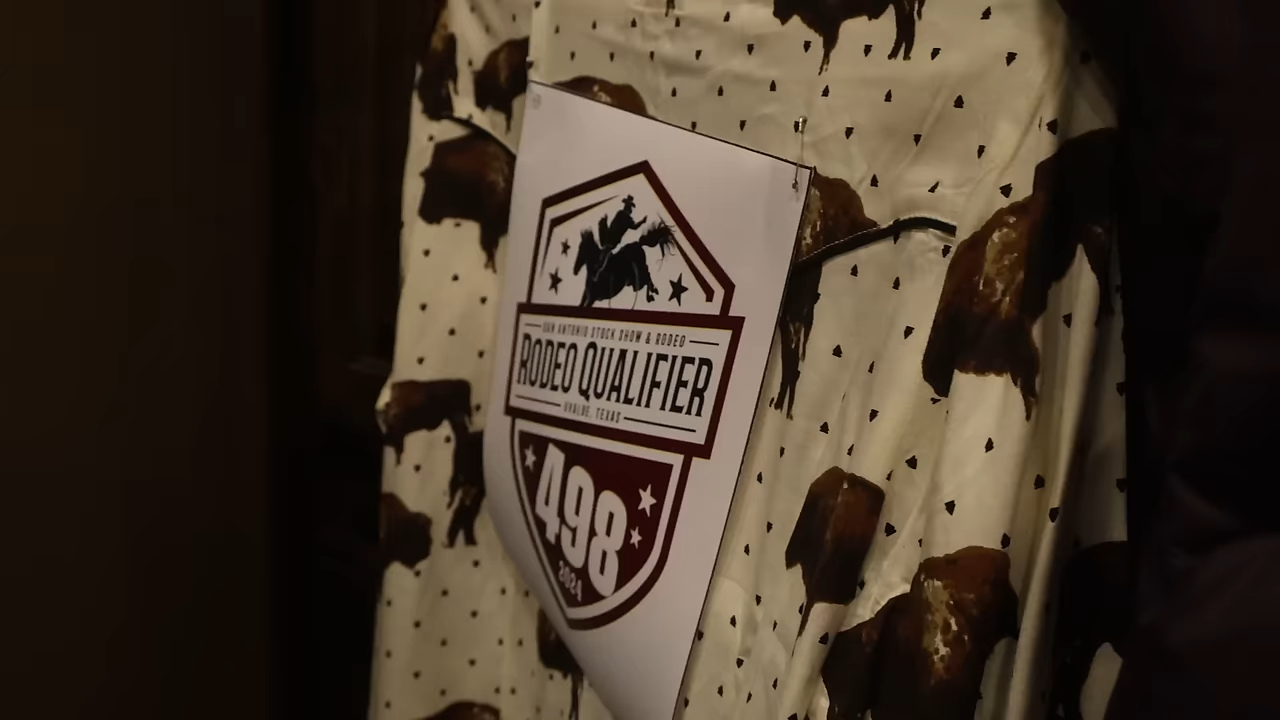 SAN ANTONIO STOCK SHOW & RODEO
RODEO QUALIFIER
UVALDE, TEXAS
498
2024